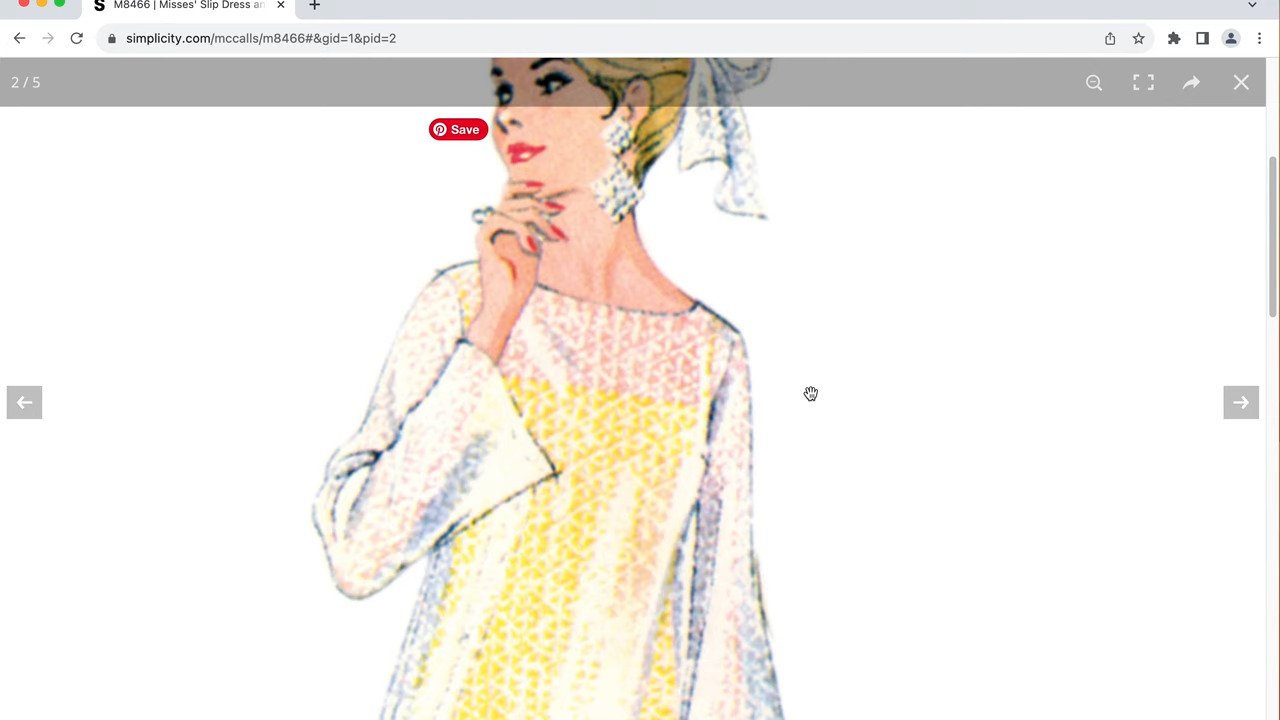 M8466 | Misses' Slip Dress an
simplicity.com/mccalls/m8466#&gid=1&pid=2
2 / 5
Save